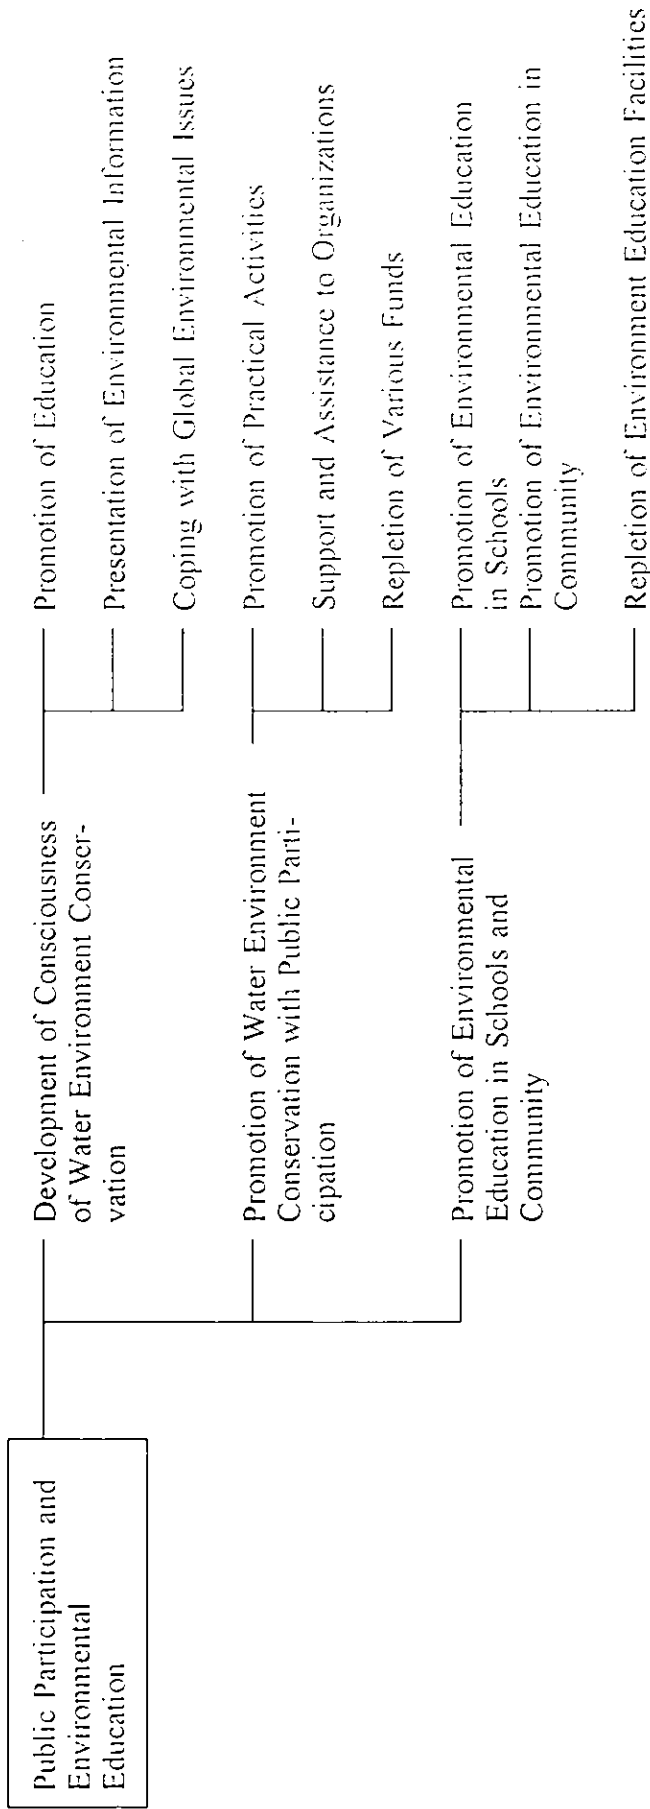 Public Participation and
Environmental
Education
Development of Consciousness
of Water Environment Conser-
vation
Promotion of Education
Presentation of Environmental Information
Coping with Global Environmental Issues
Promotion of Water Environment
Conservation with Public Parti-
cipation
Promotion of Practical Activities
Support and Assistance to Organizations
Repletion of Various Funds
Promotion of Environmental
Education in Schools and
Community
Promotion of Environmental Education
in Schools
Promotion of Environmental Education in
Community
Repletion of Environment Education Facilities